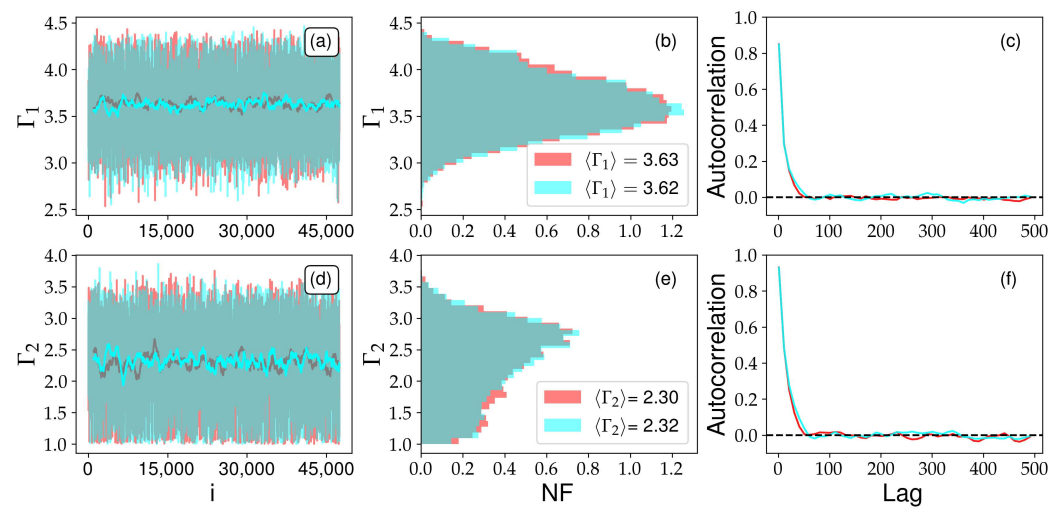 4.5
4.0
3.5
3.0
2.5
Γ₁
(a)
0
15,000
30,000
45,000
4.5
4.0
3.5
3.0
2.5
Γ₁
(b)
⟨Γ₁⟩ = 3.63
⟨Γ₁⟩ = 3.62
0.0 0.2 0.4 0.6 0.8 1.0 1.2
1.0
0.8
0.6
0.4
0.2
0.0
Autocorrelation
(c)
0 100 200 300 400 500
4.0
3.5
3.0
2.5
2.0
1.5
1.0
Γ₂
(d)
0
15,000
30,000
45,000
i
4.0
3.5
3.0
2.5
2.0
1.5
1.0
Γ₂
(e)
⟨Γ₂⟩= 2.30
⟨Γ₂⟩= 2.32
0.0 0.2 0.4 0.6 0.8 1.0 1.2
NF
1.0
0.8
0.6
0.4
0.2
0.0
Autocorrelation
(f)
0 100 200 300 400 500
Lag